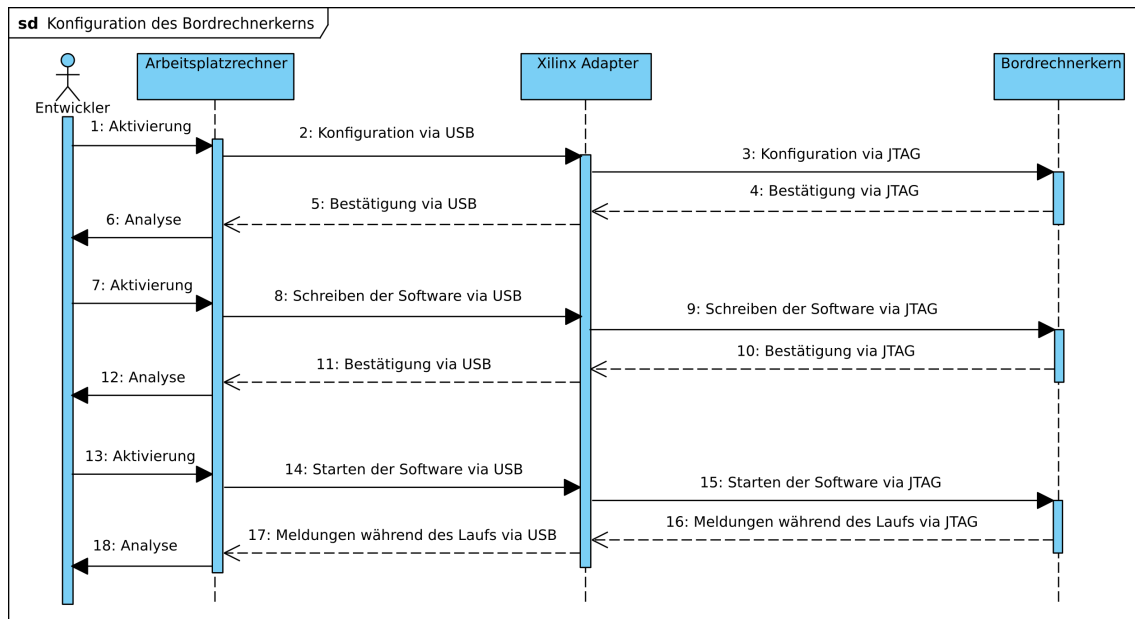 sd Konfiguration des Bordrechnerkerns
Entwickler
Arbeitsplatzrechner
Xilinx Adapter
Bordrechnerkern
1: Aktivierung
2: Konfiguration via USB
3: Konfiguration via JTAG
4: Bestätigung via JTAG
5: Bestätigung via USB
6: Analyse
7: Aktivierung
8: Schreiben der Software via USB
9: Schreiben der Software via JTAG
10: Bestätigung via JTAG
11: Bestätigung via USB
12: Analyse
13: Aktivierung
14: Starten der Software via USB
15: Starten der Software via JTAG
16: Meldungen während des Laufs via JTAG
17: Meldungen während des Laufs via USB
18: Analyse